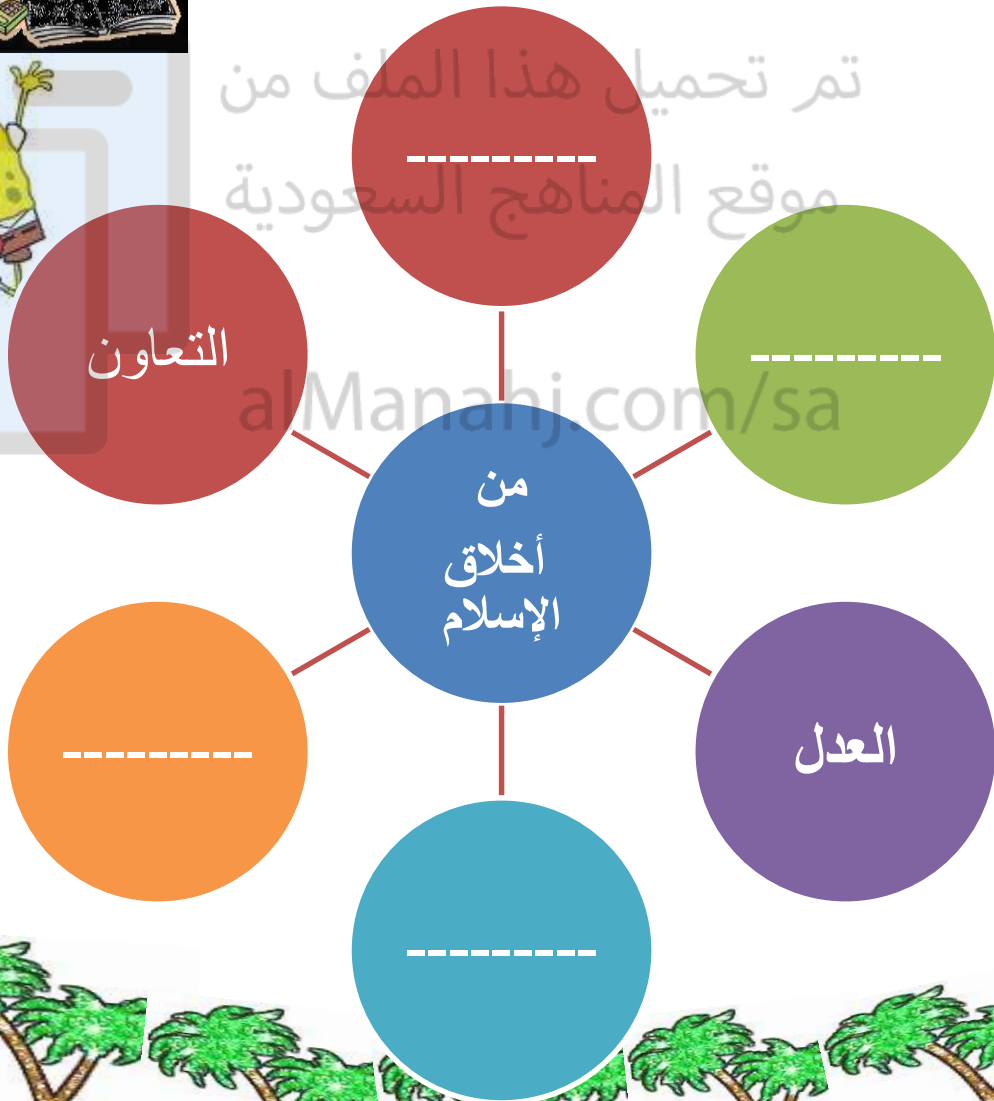 تم تحميل هذا الملف من
---------
موقع المناهج السعودية
التعاون
---------
alManahj.com/sa
من
أخلاق
الإسلام
---------
العدل
---------